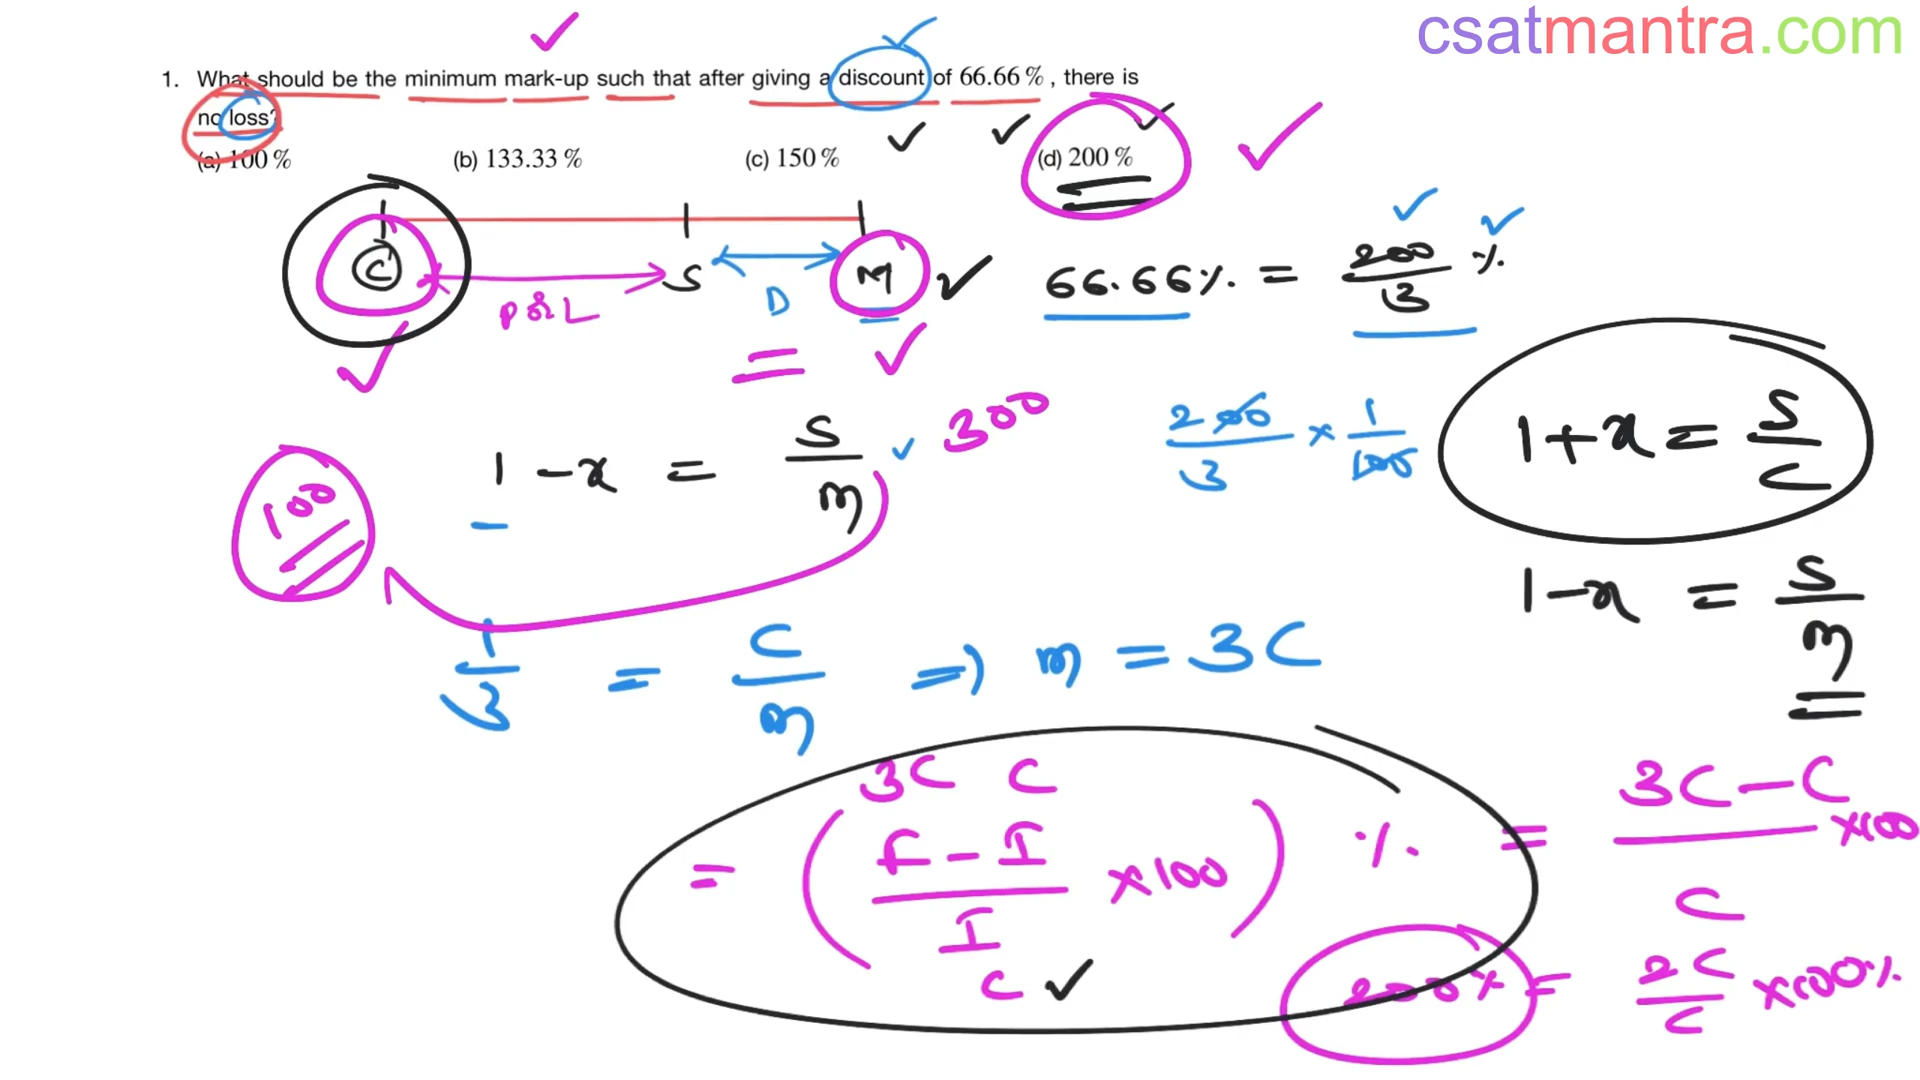 csatmantra.com
1. What should be the minimum mark-up such that after giving a discount of 66.66 % , there is
no loss?
(a) 100 % (b) 133.33 % (c) 150 % (d) 200 %
C S M
P & L D
66.66 % = 200/3 %
1 - x = S/m 300
200/3 × 1/100
1 + x = S/C
100
1 - x = S/m
1/3 = C/m => m = 3C
3C C
= ( F - I / I × 100 ) % = 3C - C / C × 100
C
200 % = 2C/C × 100 %